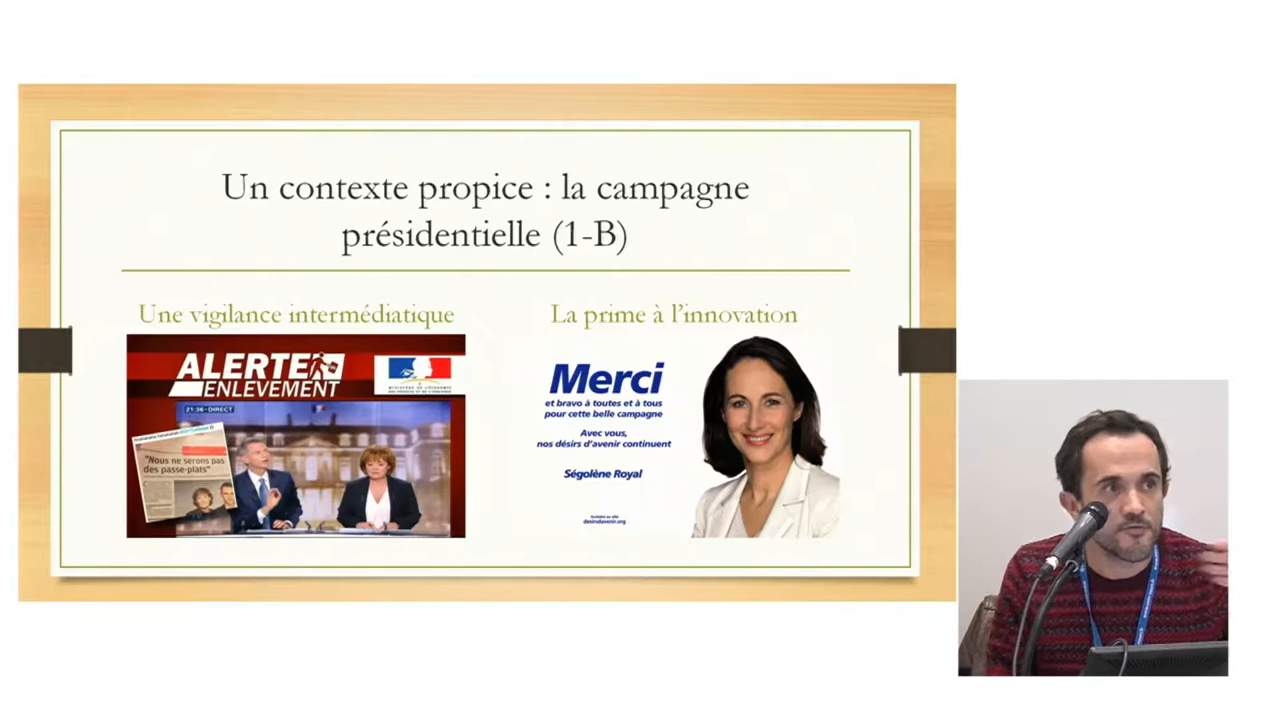 Un contexte propice : la campagne
présidentielle (1-B)
Une vigilance intermédiatique
ALERTE
ENLÈVEMENT
21:36 DIRECT
"Nous ne serons pas
des passe-plats"
La prime à l'innovation
Merci
et bravo à toutes et à tous
pour cette belle campagne
Avec vous,
nos désirs d'avenir continuent
Ségolène Royal
desirsdavenir.org